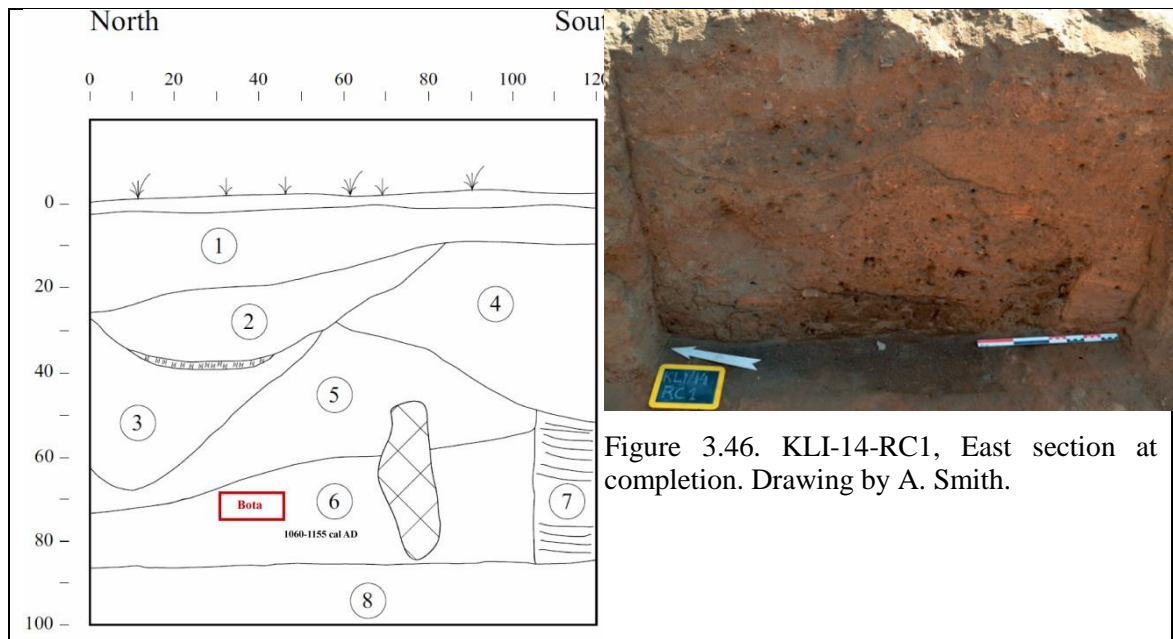 North
Sou
0 20 40 60 80 100 120
0
20
40
60
80
100
1
2
3
4
5
6
7
8
Bota
1060-1155 cal AD
KLI/14
RC1
Figure 3.46. KLI-14-RC1, East section at
completion. Drawing by A. Smith.